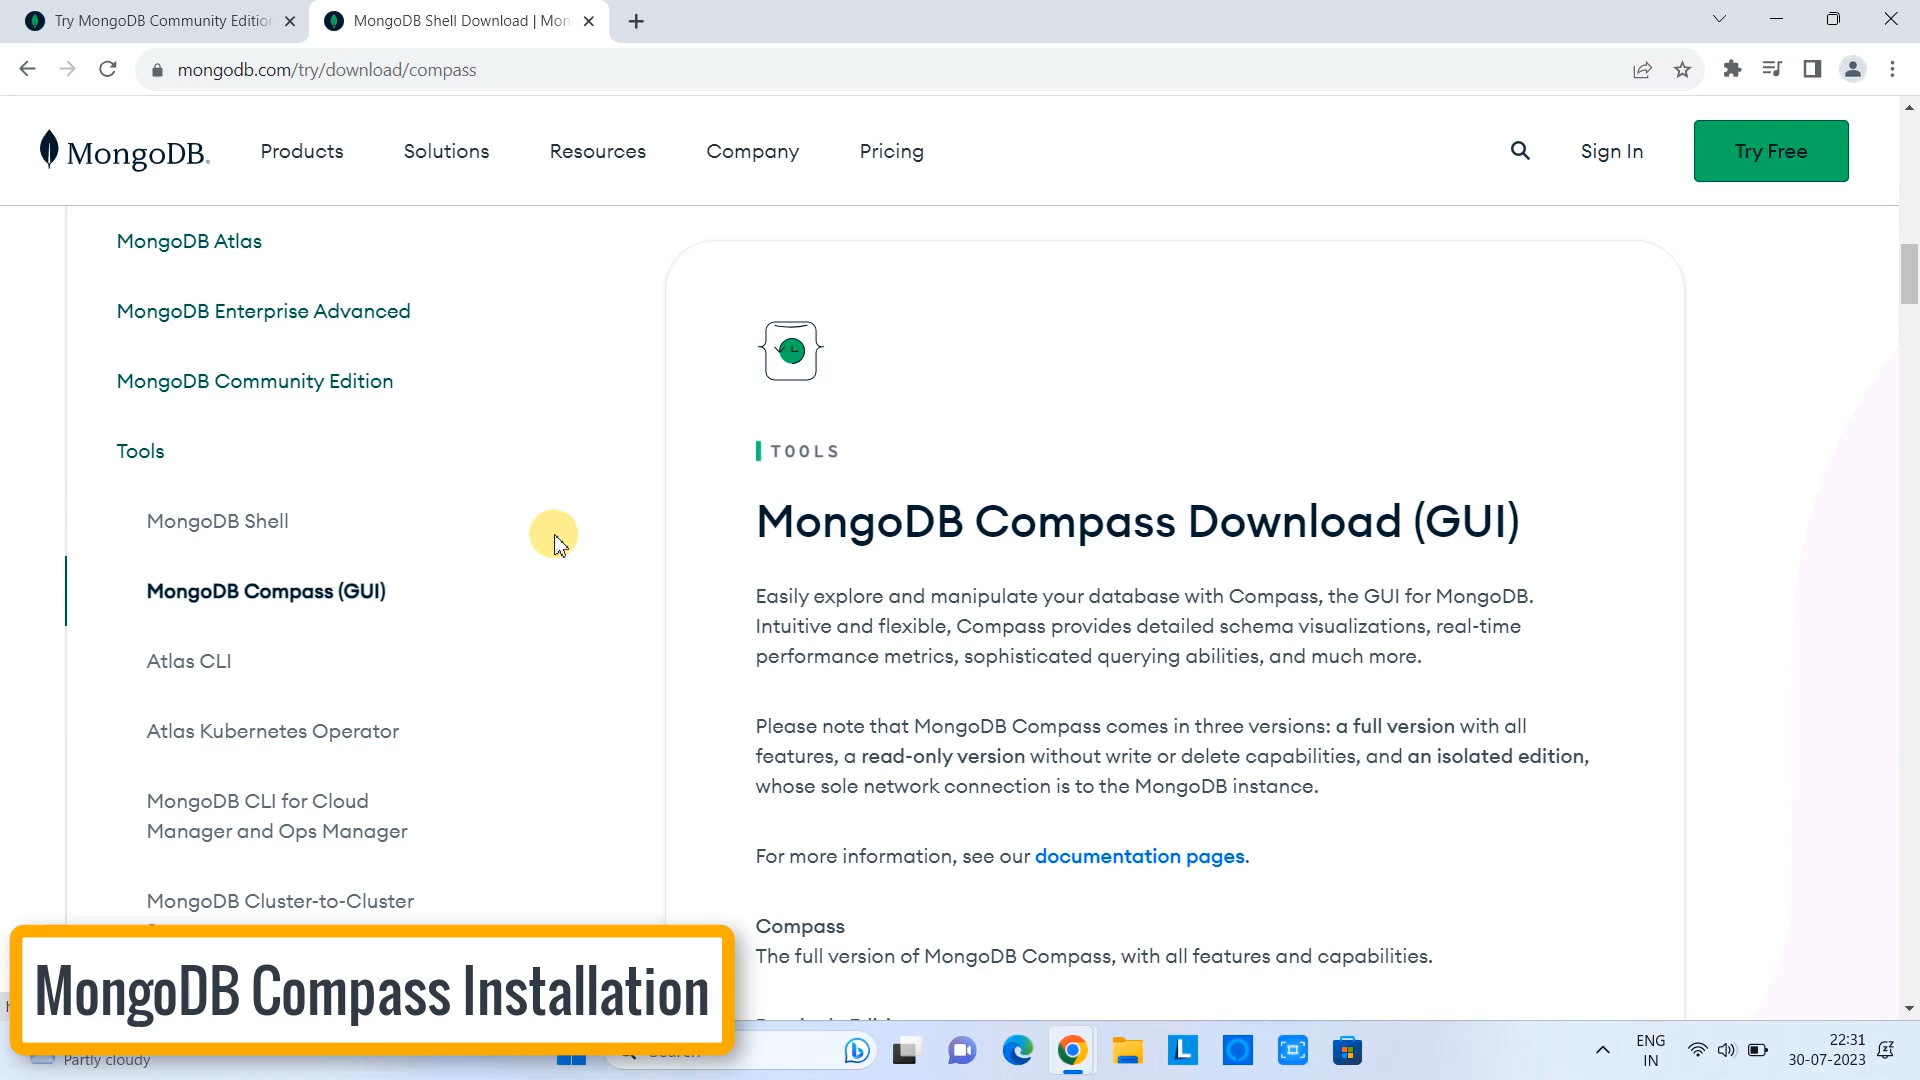 Try MongoDB Community Editio
MongoDB Shell Download | Mon
mongodb.com/try/download/compass
MongoDB.
Products
Solutions
Resources
Company
Pricing
Sign In
Try Free
MongoDB Atlas
MongoDB Enterprise Advanced
MongoDB Community Edition
Tools
MongoDB Shell
MongoDB Compass (GUI)
Atlas CLI
Atlas Kubernetes Operator
MongoDB CLI for Cloud
Manager and Ops Manager
MongoDB Cluster-to-Cluster
TOOLS
MongoDB Compass Download (GUI)
Easily explore and manipulate your database with Compass, the GUI for MongoDB.
Intuitive and flexible, Compass provides detailed schema visualizations, real-time
performance metrics, sophisticated querying abilities, and much more.
Please note that MongoDB Compass comes in three versions: a full version with all
features, a read-only version without write or delete capabilities, and an isolated edition,
whose sole network connection is to the MongoDB instance.
For more information, see our documentation pages.
Compass
The full version of MongoDB Compass, with all features and capabilities.
MongoDB Compass Installation
Partly cloudy
ENG
IN
22:31
30-07-2023